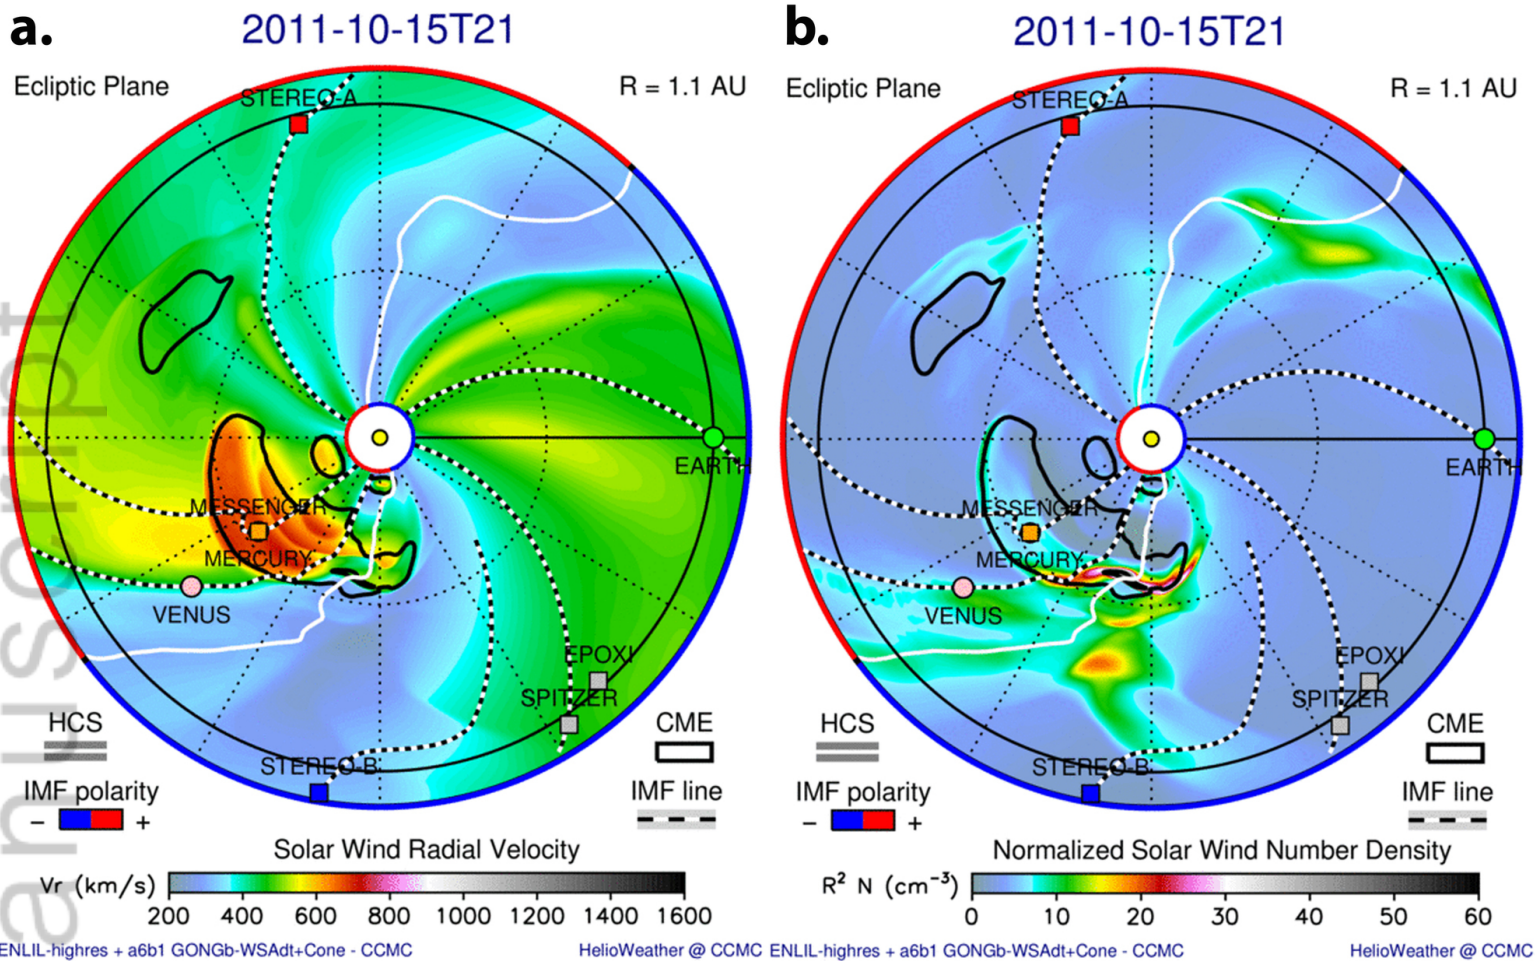 a.
2011-10-15T21
Ecliptic Plane
R = 1.1 AU
STEREO-A
EARTH
MESSENGER
MERCURY
VENUS
EPOXI
SPITZER
STEREO-B
HCS
IMF polarity
- +
CME
IMF line
Solar Wind Radial Velocity
Vr (km/s)
200 400 600 800 1000 1200 1400 1600
ENLIL-highres + a6b1 GONGb-WSAdt+Cone - CCMC
HelioWeather @ CCMC
b.
2011-10-15T21
Ecliptic Plane
R = 1.1 AU
STEREO-A
EARTH
MESSENGER
MERCURY
VENUS
EPOXI
SPITZER
STEREO-B
HCS
IMF polarity
- +
CME
IMF line
Normalized Solar Wind Number Density
R² N (cm⁻³)
0 10 20 30 40 50 60
ENLIL-highres + a6b1 GONGb-WSAdt+Cone - CCMC
HelioWeather @ CCMC
anuscript